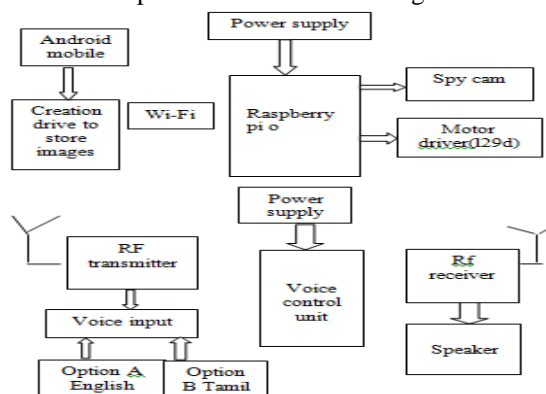 Power supply
Android
mobile
Spy cam
Creation
drive to
store
images
Wi-Fi
Raspberry
pi o
Motor
driver(129d)
Power
supply
RF
transmitter
Voice
control
unit
Rf
receiver
Voice input
Speaker
Option A
English
Option
B Tamil